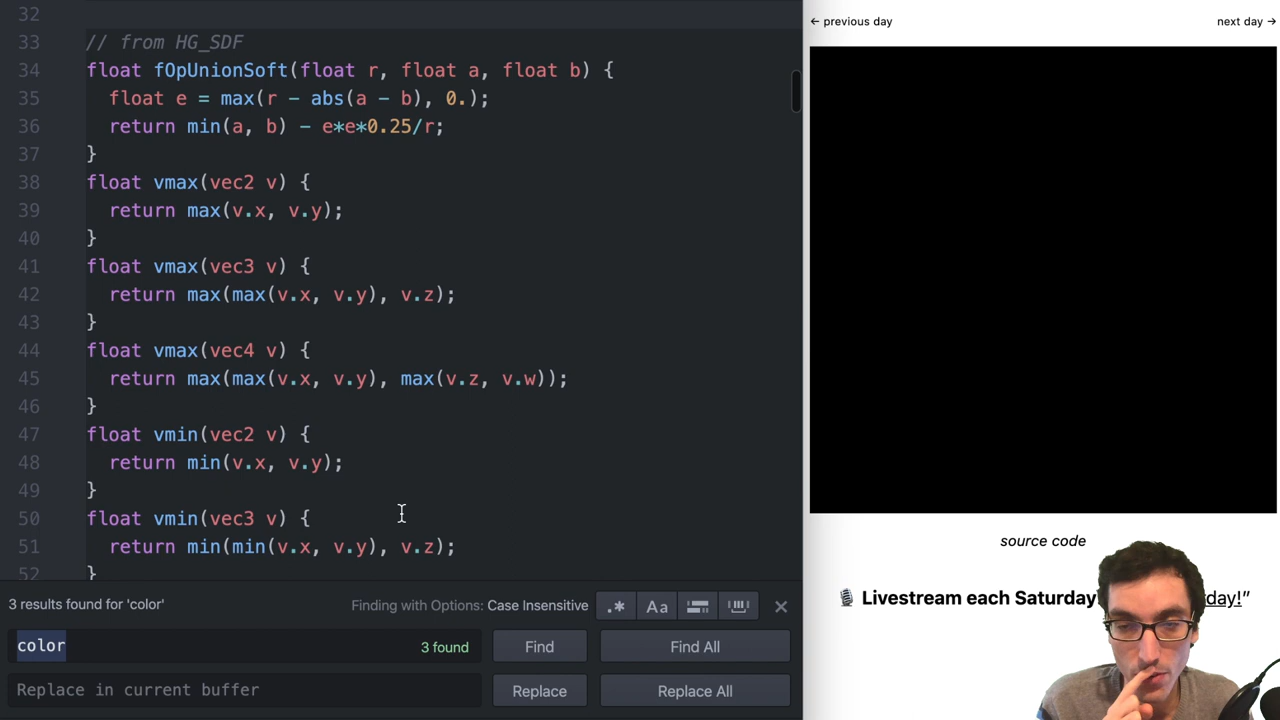 32
33 // from HG_SDF
34 float fOpUnionSoft(float r, float a, float b) {
35 float e = max(r - abs(a - b), 0.);
36 return min(a, b) - e*e*0.25/r;
37 }
38 float vmax(vec2 v) {
39 return max(v.x, v.y);
40 }
41 float vmax(vec3 v) {
42 return max(max(v.x, v.y), v.z);
43 }
44 float vmax(vec4 v) {
45 return max(max(v.x, v.y), max(v.z, v.w));
46 }
47 float vmin(vec2 v) {
48 return min(v.x, v.y);
49 }
50 float vmin(vec3 v) {
51 return min(min(v.x, v.y), v.z);
52 }
3 results found for 'color'
Finding with Options: Case Insensitive
.* Aa
color
3 found
Find
Find All
Replace in current buffer
Replace
Replace All
← previous day
next day →
source code
🎙 Livestream each Saturday
day!”